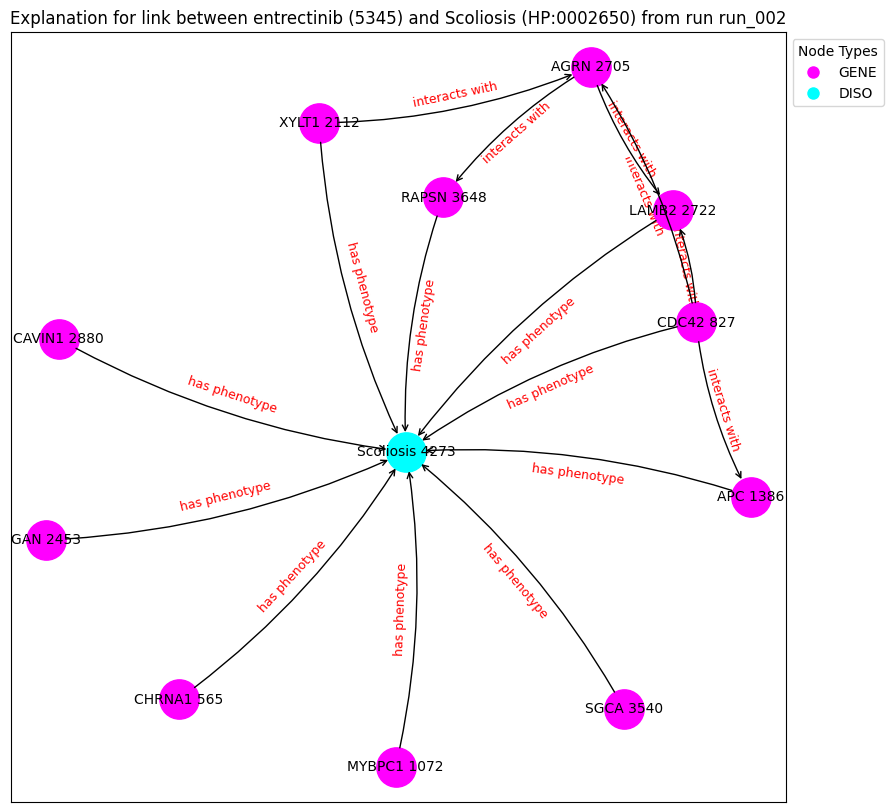 Explanation for link between entrectinib (5345) and Scoliosis (HP:0002650) from run run_002
Node Types
GENE
DISO
AGRN 2705
interacts with
XYLT1 2112
interacts with
interacts with
RAPSN 3648
interacts with
LAMB2 2722
interacts with
has phenotype
has phenotype
has phenotype
CDC42 827
CAVIN1 2880
has phenotype
has phenotype
interacts with
Scoliosis 4273
has phenotype
APC 1386
has phenotype
GAN 2453
has phenotype
has phenotype
has phenotype
CHRNA1 565
SGCA 3540
MYBPC1 1072